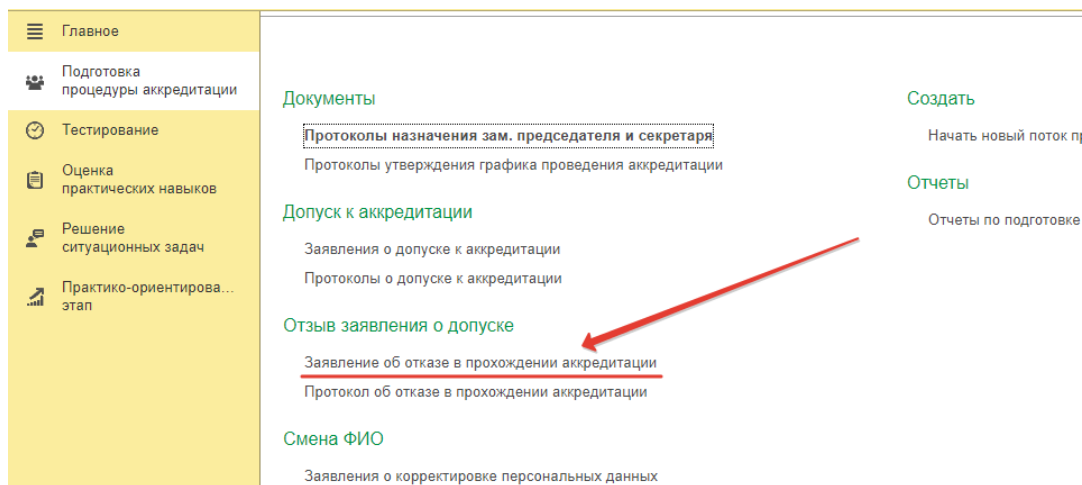 Главное
Подготовка
процедуры аккредитации
Тестирование
Оценка
практических навыков
Решение
ситуационных задач
Практико-ориентирова...
этап
Документы
Протоколы назначения зам. председателя и секретаря
Протоколы утверждения графика проведения аккредитации
Допуск к аккредитации
Заявления о допуске к аккредитации
Протоколы о допуске к аккредитации
Отзыв заявления о допуске
Заявление об отказе в прохождении аккредитации
Протокол об отказе в прохождении аккредитации
Смена ФИО
Заявления о корректировке персональных данных
Создать
Начать новый поток
Отчеты
Отчеты по подготовке